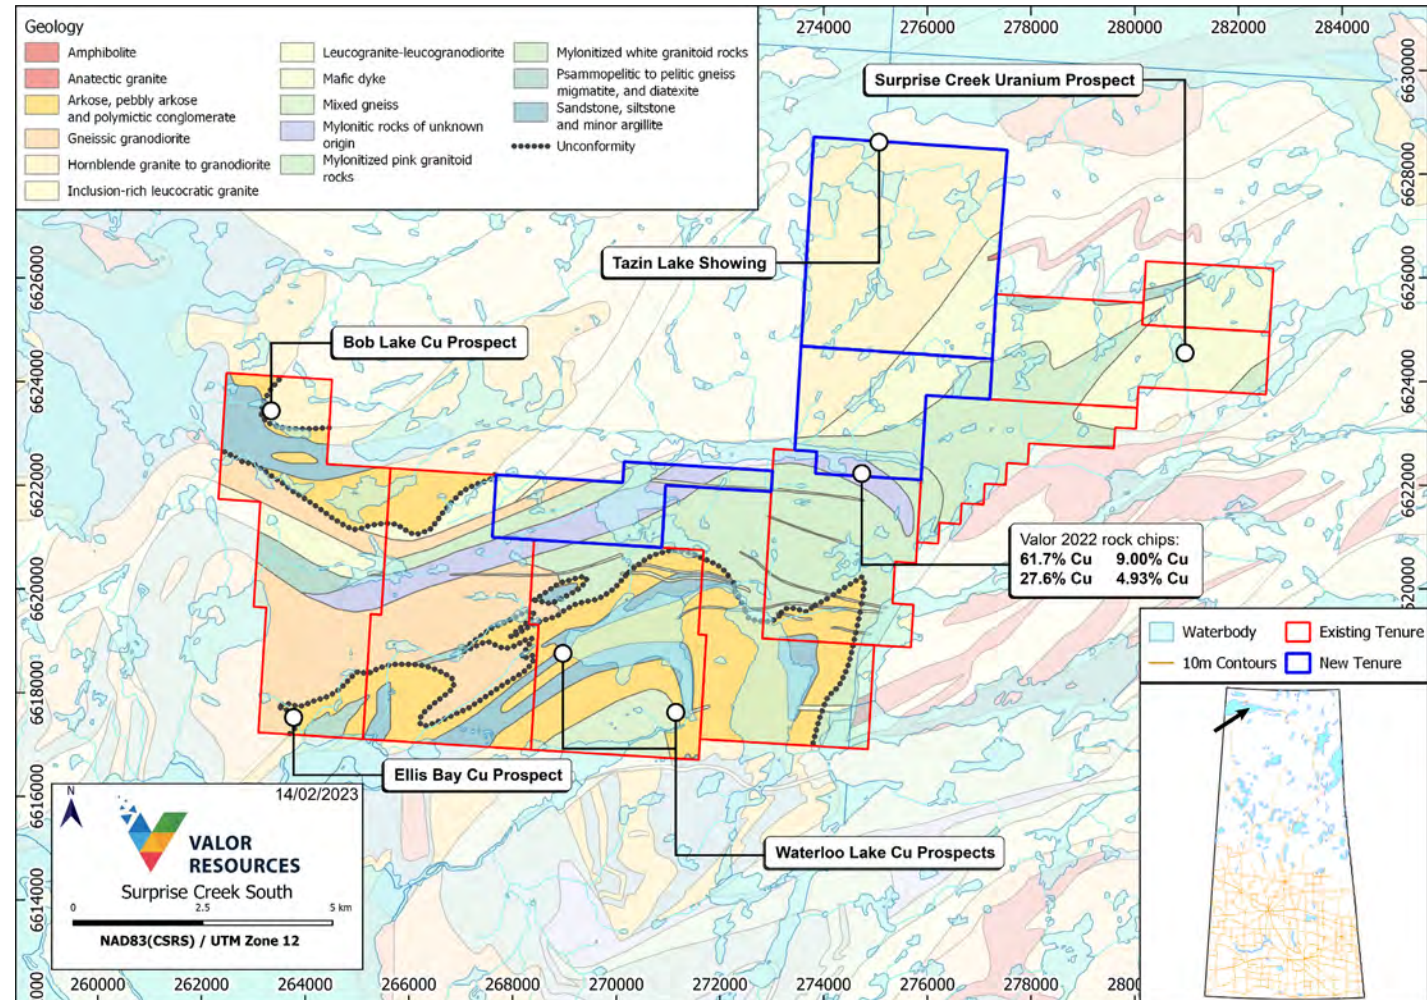 274000 276000 278000 280000 282000 284000
Geology
Amphibolite
Anatectic granite
Arkose, pebbly arkose
and polymictic conglomerate
Gneissic granodiorite
Hornblende granite to granodiorite
Inclusion-rich leucocratic granite
Leucogranite-leucogranodiorite
Mafic dyke
Mixed gneiss
Mylonitic rocks of unknown
origin
Mylonitized pink granitoid
rocks
Mylonitized white granitoid rocks
Psammopelitic to pelitic gneiss
migmatite, and diatexite
Sandstone, siltstone
and minor argillite
Unconformity
Surprise Creek Uranium Prospect
Tazin Lake Showing
Bob Lake Cu Prospect
Valor 2022 rock chips:
61.7% Cu 9.00% Cu
27.6% Cu 4.93% Cu
Ellis Bay Cu Prospect
Waterloo Lake Cu Prospects
6630000
6628000
6626000
6624000
6622000
6620000
6626000
6624000
6622000
6620000
6618000
6616000
6614000
Waterbody
Existing Tenure
10m Contours
New Tenure
N
14/02/2023
VALOR
RESOURCES
Surprise Creek South
0 2.5 5 km
NAD83(CSRS) / UTM Zone 12
260000 262000 264000 266000 268000 270000 272000 274000 276000 278000